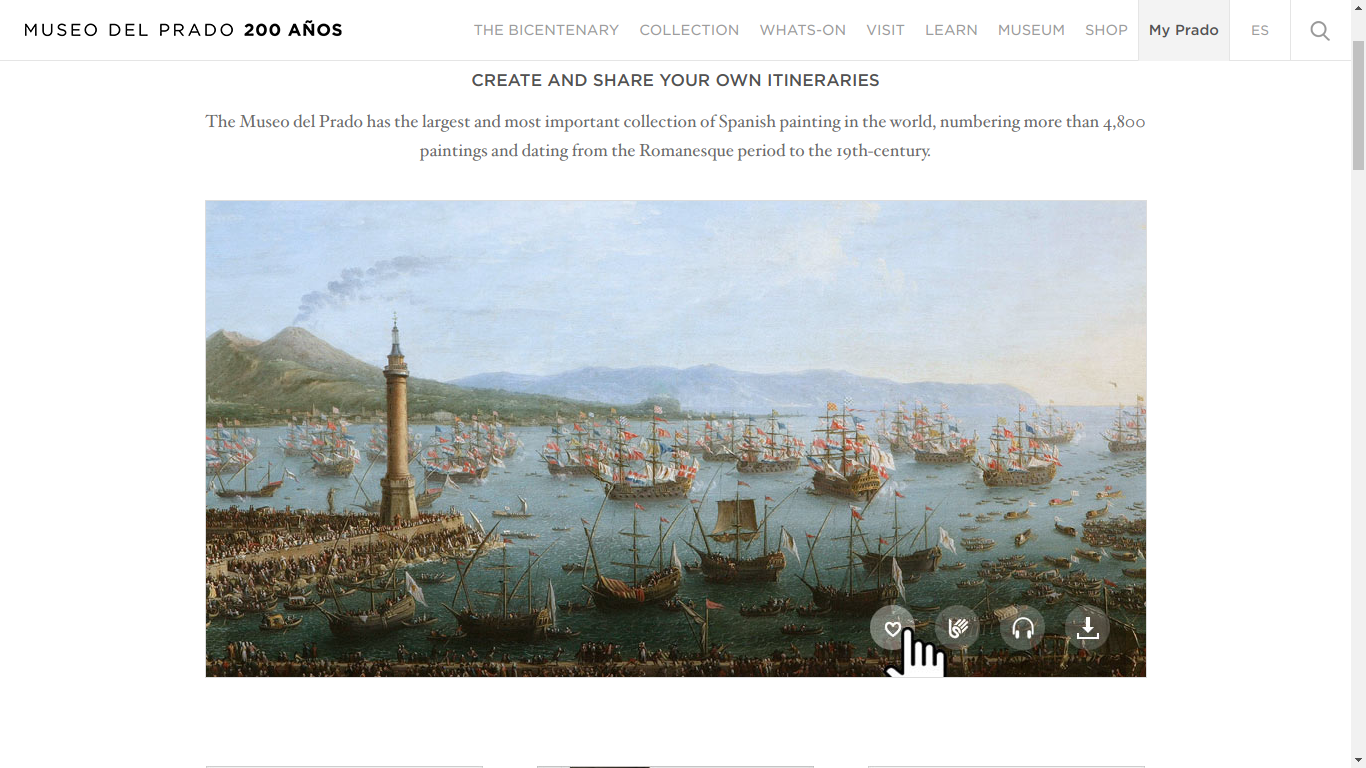 MUSEO DEL PRADO 200 AÑOS
THE BICENTENARY COLLECTION WHATS-ON VISIT LEARN MUSEUM SHOP My Prado ES
CREATE AND SHARE YOUR OWN ITINERARIES
The Museo del Prado has the largest and most important collection of Spanish painting in the world, numbering more than 4,800
paintings and dating from the Romanesque period to the 19th-century.